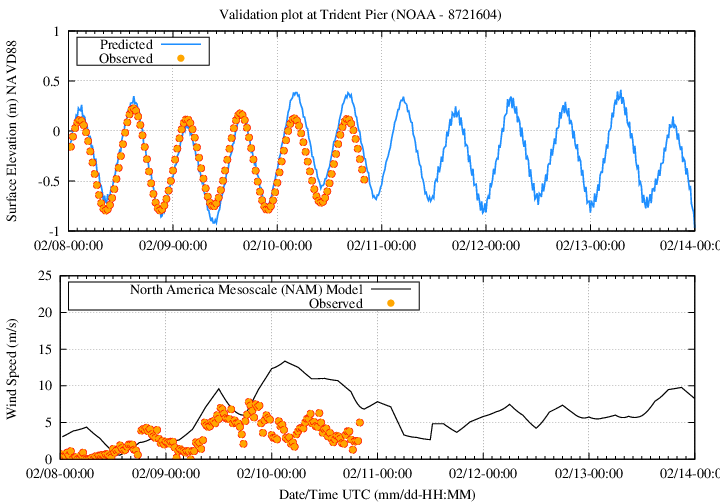 Validation plot at Trident Pier (NOAA - 8721604)
Surface Elevation (m) NAVD88
1
0.5
0
-0.5
-1
Predicted
Observed
02/08-00:00 02/09-00:00 02/10-00:00 02/11-00:00 02/12-00:00 02/13-00:00 02/14-00:00
Wind Speed (m/s)
25
20
15
10
5
0
North America Mesoscale (NAM) Model
Observed
02/08-00:00 02/09-00:00 02/10-00:00 02/11-00:00 02/12-00:00 02/13-00:00 02/14-00:00
Date/Time UTC (mm/dd-HH:MM)